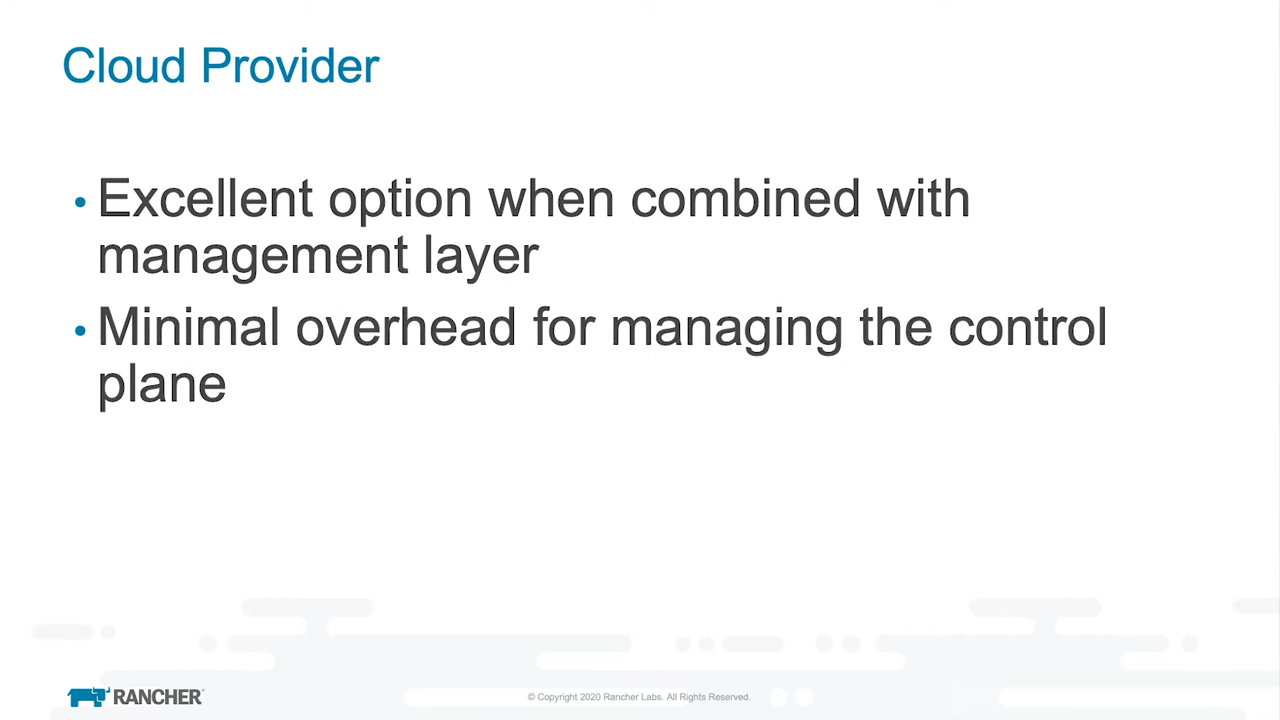 Cloud Provider
• Excellent option when combined with
management layer
• Minimal overhead for managing the control
plane
RANCHER®
© Copyright 2020 Rancher Labs. All Rights Reserved.